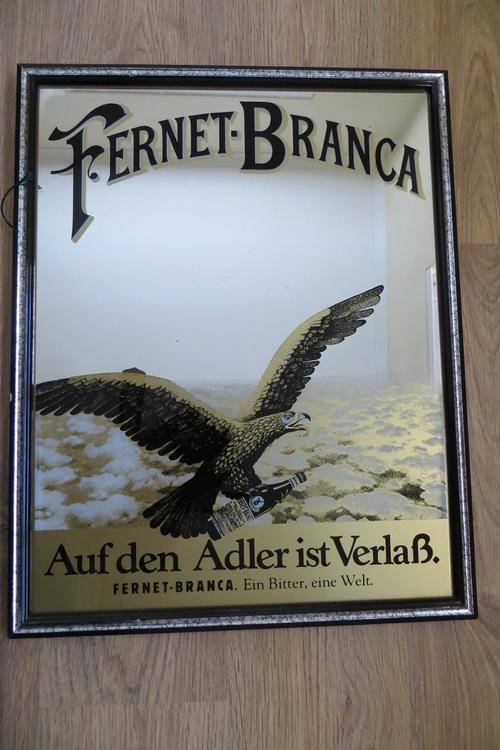 FERNET-BRANCA
Auf den Adler ist Verlaß.
FERNET-BRANCA. Ein Bitter, eine Welt.